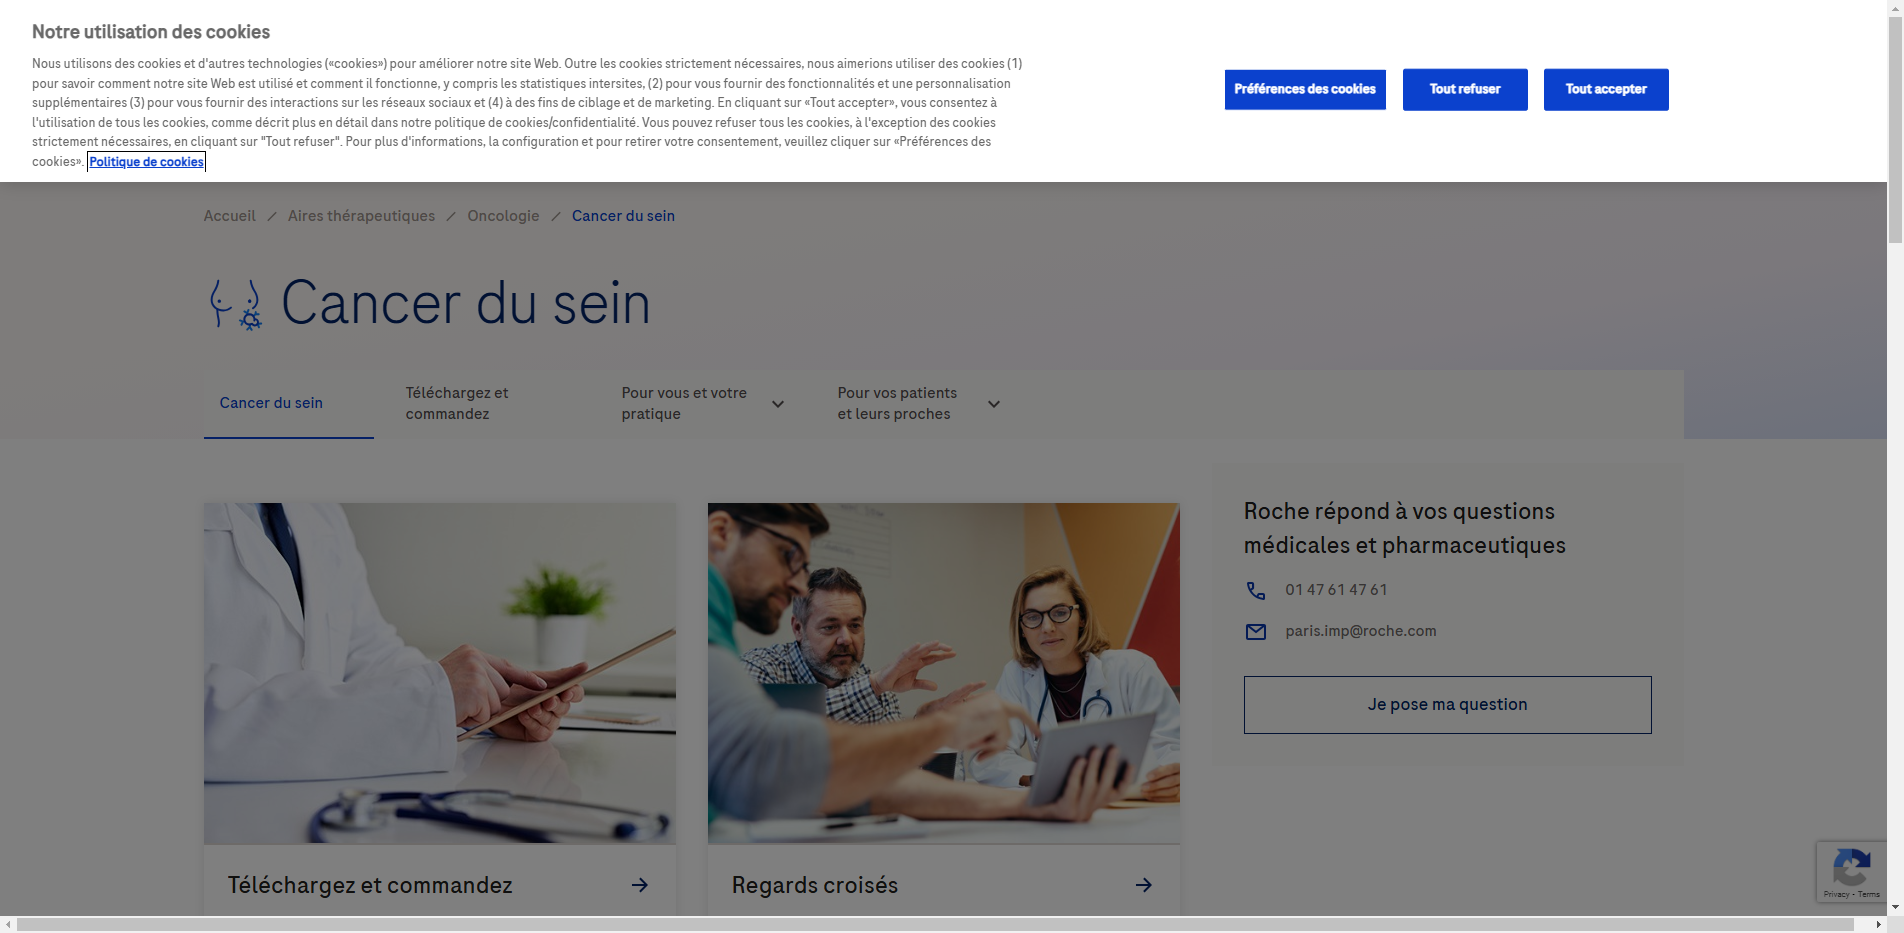 Notre utilisation des cookies
Nous utilisons des cookies et d'autres technologies («cookies») pour améliorer notre site Web. Outre les cookies strictement nécessaires, nous aimerions utiliser des cookies (1)
pour savoir comment notre site Web est utilisé et comment il fonctionne, y compris les statistiques intersites, (2) pour vous fournir des fonctionnalités et une personnalisation
supplémentaires (3) pour vous fournir des interactions sur les réseaux sociaux et (4) à des fins de ciblage et de marketing. En cliquant sur «Tout accepter», vous consentez à
l'utilisation de tous les cookies, comme décrit plus en détail dans notre politique de cookies/confidentialité. Vous pouvez refuser tous les cookies, à l'exception des cookies
strictement nécessaires, en cliquant sur "Tout refuser". Pour plus d'informations, la configuration et pour retirer votre consentement, veuillez cliquer sur «Préférences des
cookies». Politique de cookies
Préférences des cookies
Tout refuser
Tout accepter
Accueil / Aires thérapeutiques / Oncologie / Cancer du sein
Cancer du sein
Cancer du sein
Téléchargez et
commandez
Pour vous et votre
pratique
Pour vos patients
et leurs proches
Téléchargez et commandez
Regards croisés
Roche répond à vos questions
médicales et pharmaceutiques
01 47 61 47 61
paris.imp@roche.com
Je pose ma question
Privacy - Terms